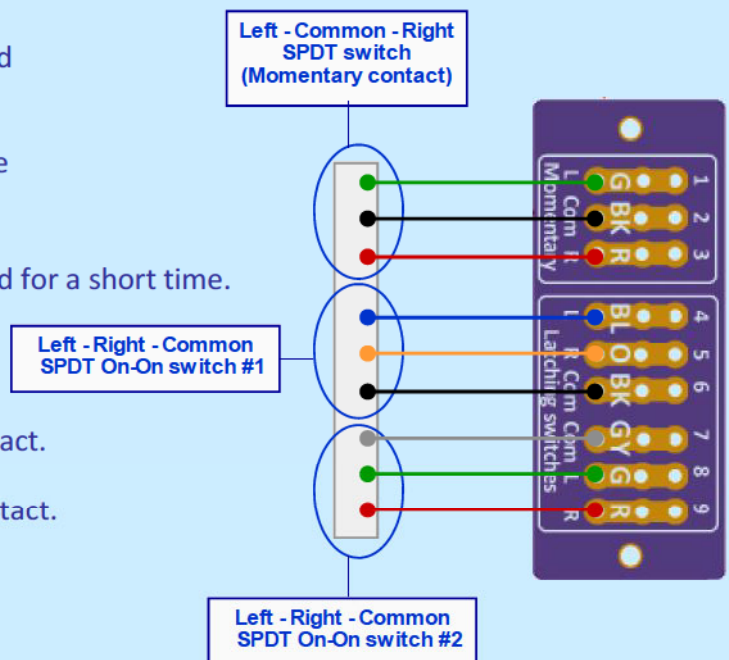 Left - Common - Right
SPDT switch
(Momentary contact)
d
e
d for a short time.
Left - Right - Common
SPDT On-On switch #1
act.
tact.
Left - Right - Common
SPDT On-On switch #2
L Com R
Momentary
G
BK
R
1
2
3
L R Com Com L R
Latching switches
BL
O
BK
GY
G
R
4
5
6
7
8
9